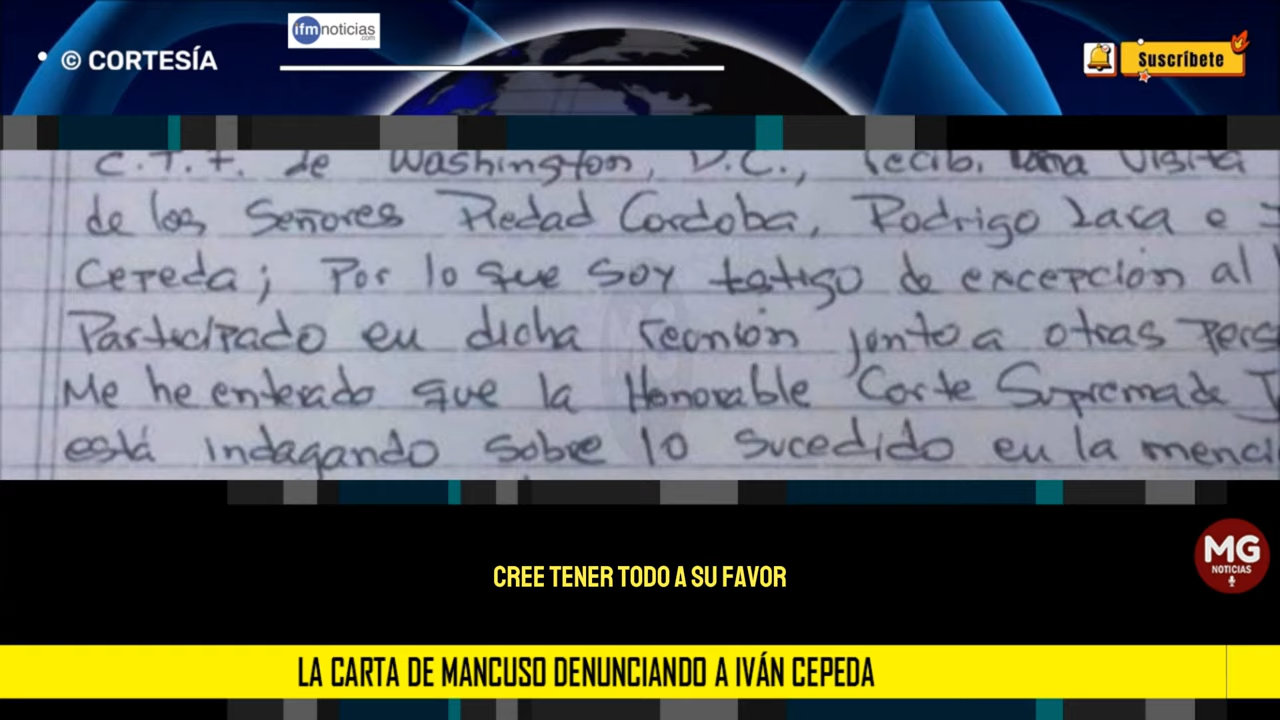 ifmnoticias
.com
© CORTESÍA
Suscríbete
C.T.F. de Washington, D.C., recibí una visita
de los Señores Piedad Cordoba, Rodrigo Lara e I
Cepeda; Por lo que soy testigo de excepción al
Participado en dicha reunión junto a otras Pers
Me he enterado que la Honorable Corte Suprema de J
está indagando sobre lo sucedido en la menci
MG
NOTICIAS
CREE TENER TODO A SU FAVOR
LA CARTA DE MANCUSO DENUNCIANDO A IVÁN CEPEDA